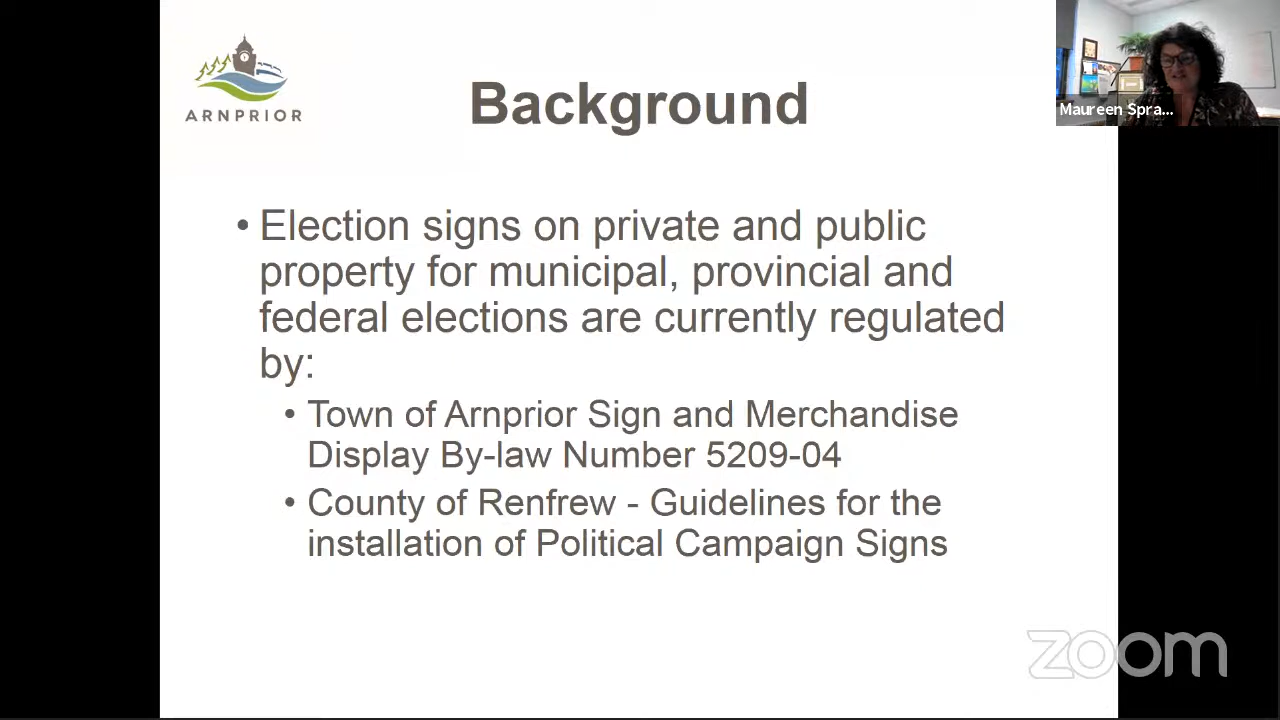 ARNPRIOR
Background
Maureen Spra...
• Election signs on private and public
property for municipal, provincial and
federal elections are currently regulated
by:
• Town of Arnprior Sign and Merchandise
Display By-law Number 5209-04
• County of Renfrew - Guidelines for the
installation of Political Campaign Signs
zoom